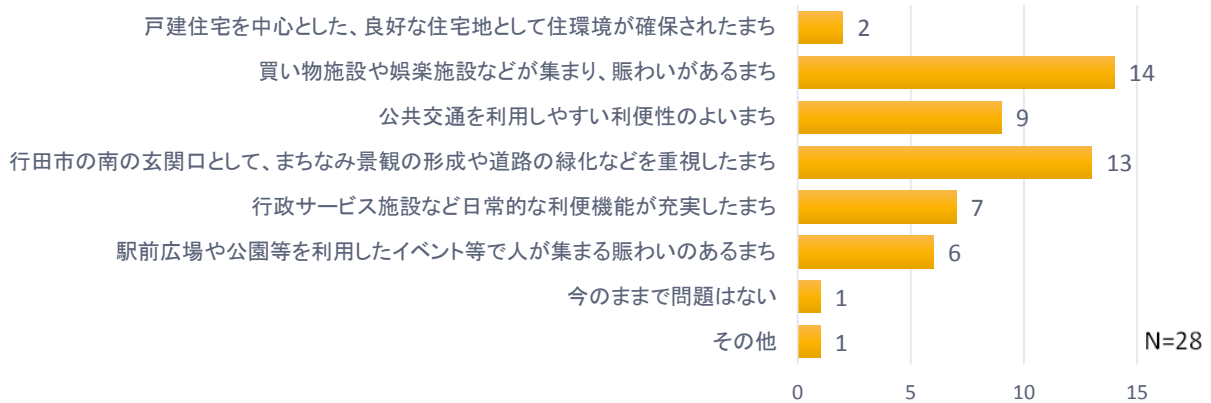 戸建住宅を中心とした、良好な住宅地として住環境が確保されたまち 2
買い物施設や娯楽施設などが集まり、賑わいがあるまち 14
公共交通を利用しやすい利便性のよいまち 9
行田市の南の玄関口として、まちなみ景観の形成や道路の緑化などを重視したまち 13
行政サービス施設など日常的な利便機能が充実したまち 7
駅前広場や公園等を利用したイベント等で人が集まる賑わいのあるまち 6
今のままで問題はない 1
その他 1
N=28
0 5 10 15